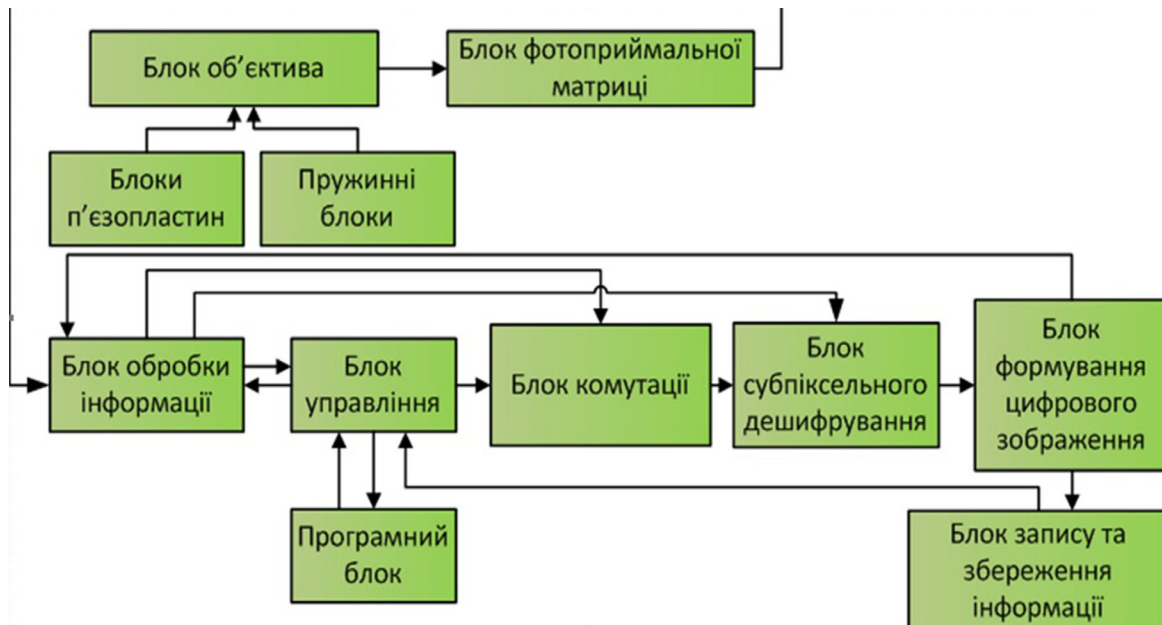 Блок об’єктива
Блок фотоприймальної
матриці
Блоки
п’єзопластин
Пружинні
блоки
Блок обробки
інформації
Блок
управління
Блок комутації
Блок
субпіксельного
дешифрування
Блок
формування
цифрового
зображення
Програмний
блок
Блок запису та
збереження
інформації